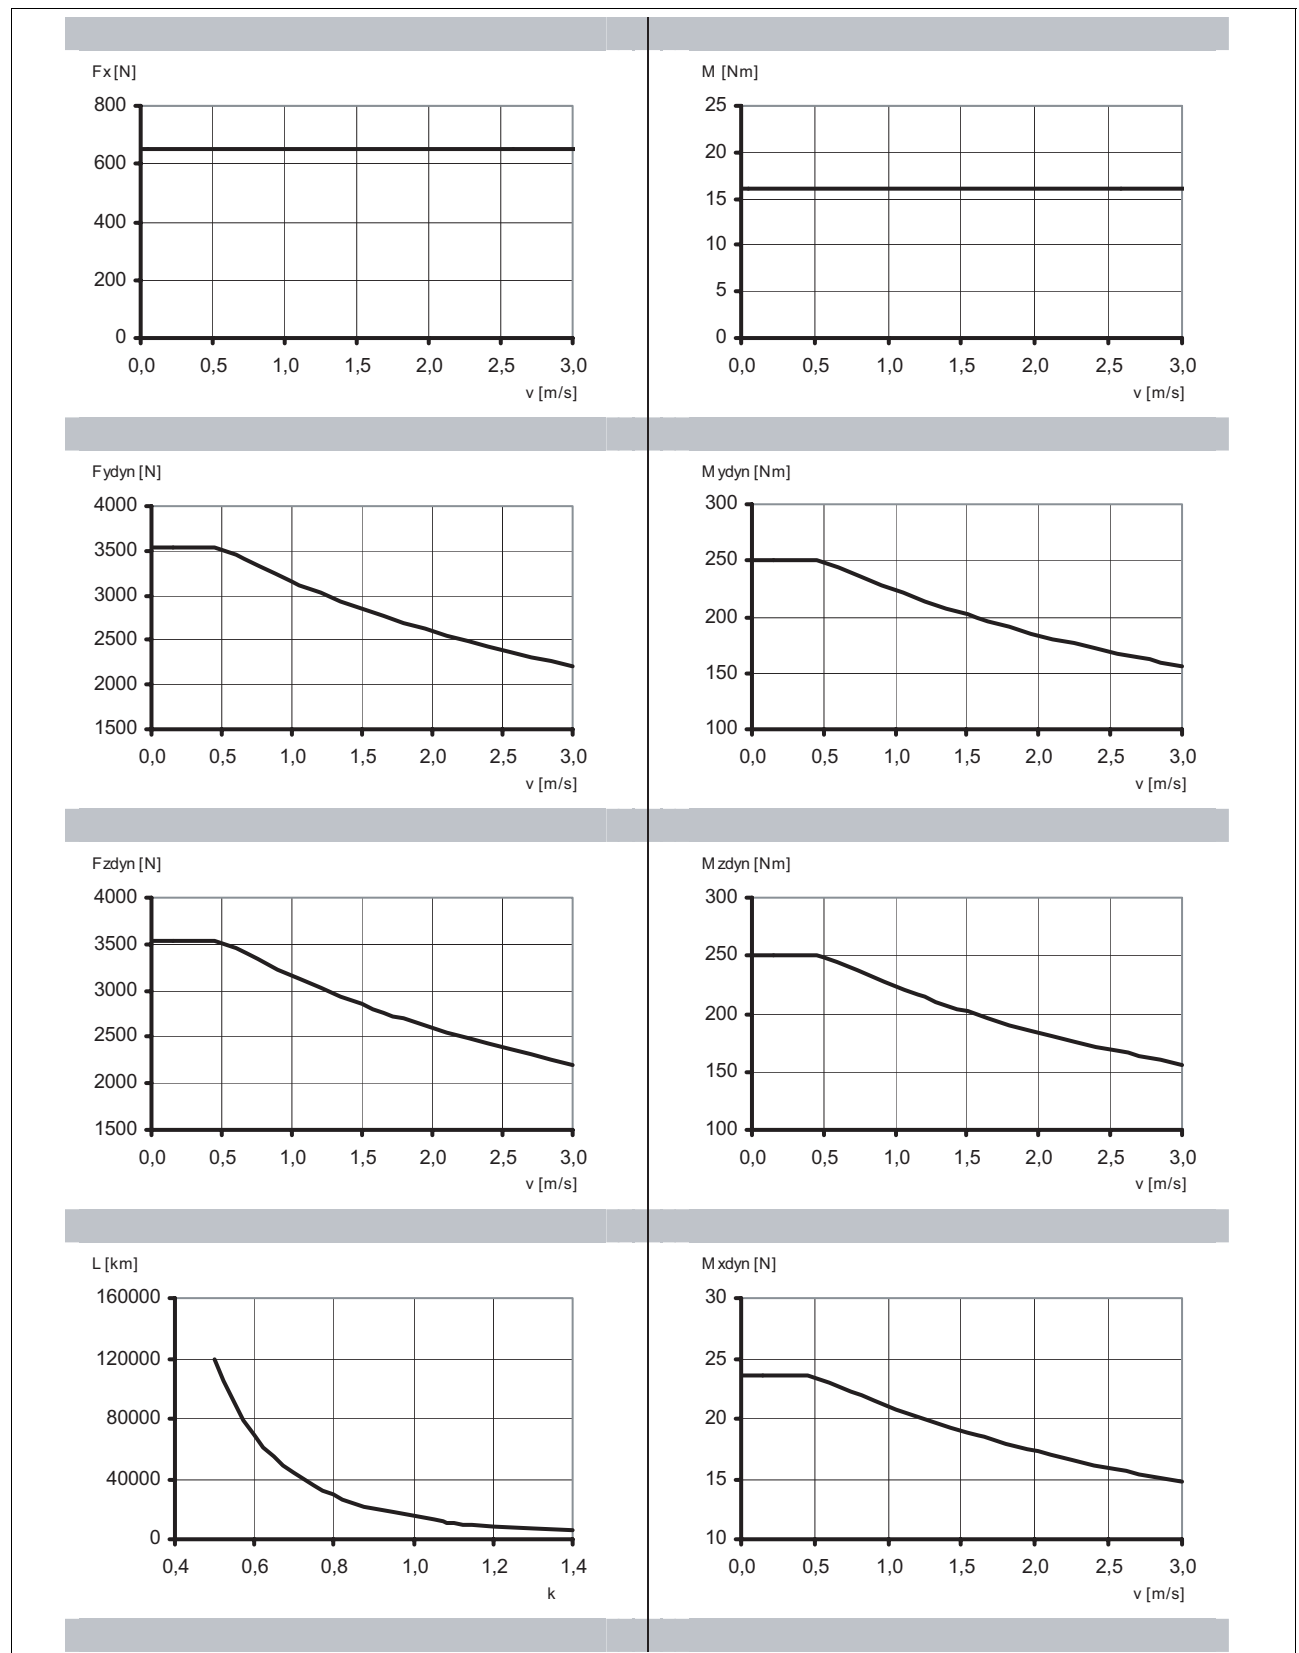 Fx [N]
800
600
400
200
0
0,0 0,5 1,0 1,5 2,0 2,5 3,0
v [m/s]
M [Nm]
25
20
15
10
5
0
0,0 0,5 1,0 1,5 2,0 2,5 3,0
v [m/s]
Fydyn [N]
4000
3500
3000
2500
2000
1500
0,0 0,5 1,0 1,5 2,0 2,5 3,0
v [m/s]
Mydyn [Nm]
300
250
200
150
100
0,0 0,5 1,0 1,5 2,0 2,5 3,0
v [m/s]
Fzdyn [N]
4000
3500
3000
2500
2000
1500
0,0 0,5 1,0 1,5 2,0 2,5 3,0
v [m/s]
Mzdyn [Nm]
300
250
200
150
100
0,0 0,5 1,0 1,5 2,0 2,5 3,0
v [m/s]
L [km]
160000
120000
80000
40000
0
0,4 0,6 0,8 1,0 1,2 1,4
k
Mxdyn [N]
30
25
20
15
10
0,0 0,5 1,0 1,5 2,0 2,5 3,0
v [m/s]